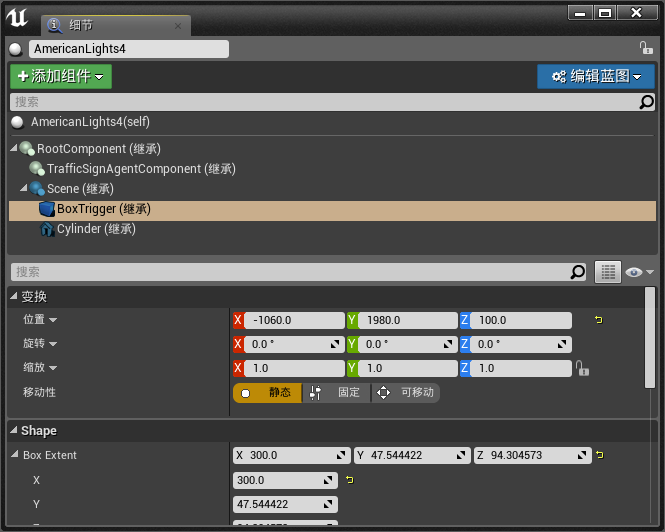 细节
AmericanLights4
添加组件 编辑蓝图
搜索
AmericanLights4(self)
RootComponent (继承)
TrafficSignAgentComponent (继承)
Scene (继承)
BoxTrigger (继承)
Cylinder (继承)
搜索
变换
位置 X -1060.0 Y 1980.0 Z 100.0
旋转 X 0.0 ° Y 0.0 ° Z 0.0 °
缩放 X 1.0 Y 1.0 Z 1.0
移动性 静态 固定 可移动
Shape
Box Extent X 300.0 Y 47.544422 Z 94.304573
X 300.0
Y 47.544422